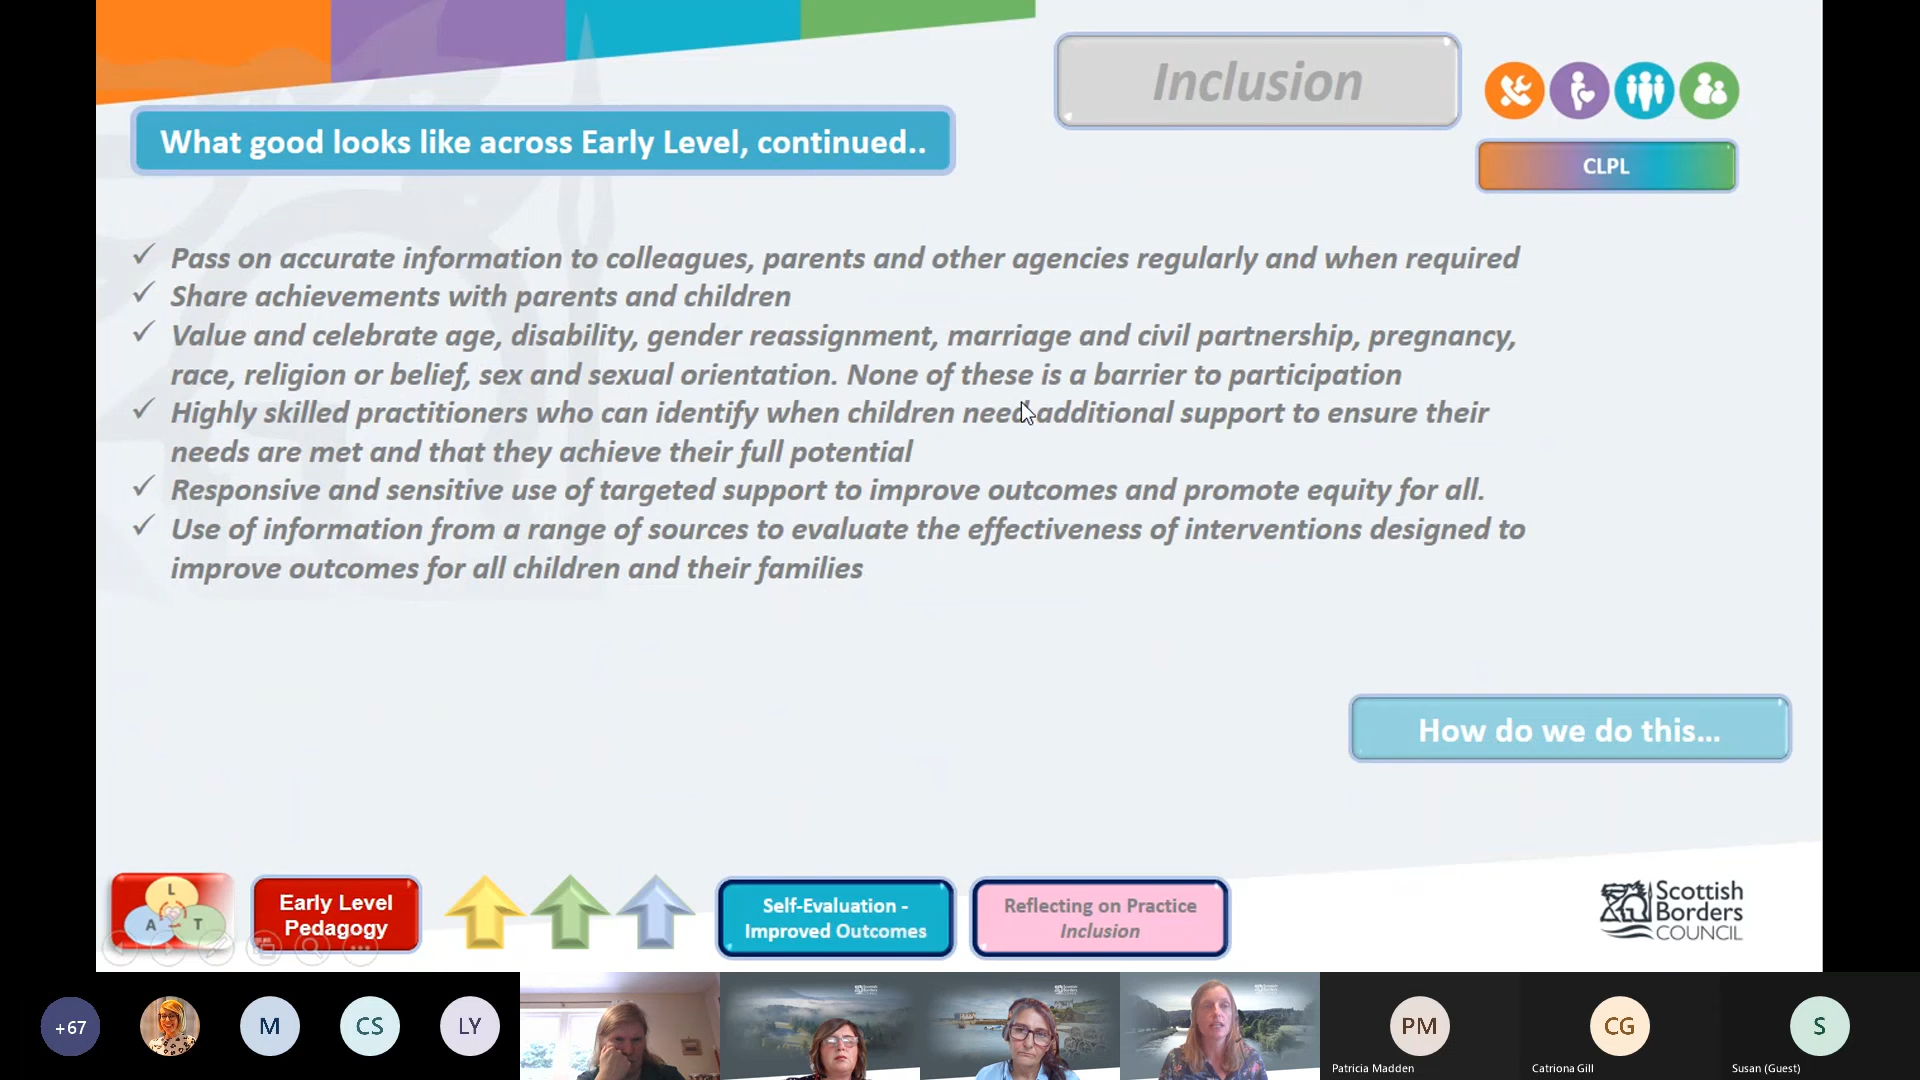 Inclusion
What good looks like across Early Level, continued..
CLPL
✓ Pass on accurate information to colleagues, parents and other agencies regularly and when required
✓ Share achievements with parents and children
✓ Value and celebrate age, disability, gender reassignment, marriage and civil partnership, pregnancy,
race, religion or belief, sex and sexual orientation. None of these is a barrier to participation
✓ Highly skilled practitioners who can identify when children need additional support to ensure their
needs are met and that they achieve their full potential
✓ Responsive and sensitive use of targeted support to improve outcomes and promote equity for all.
✓ Use of information from a range of sources to evaluate the effectiveness of interventions designed to
improve outcomes for all children and their families
How do we do this...
L
A
T
Early Level
Pedagogy
Self-Evaluation -
Improved Outcomes
Reflecting on Practice
Inclusion
Scottish
Borders
COUNCIL
+67
M
CS
LY
PM
Patricia Madden
CG
Catriona Gill
S
Susan (Guest)